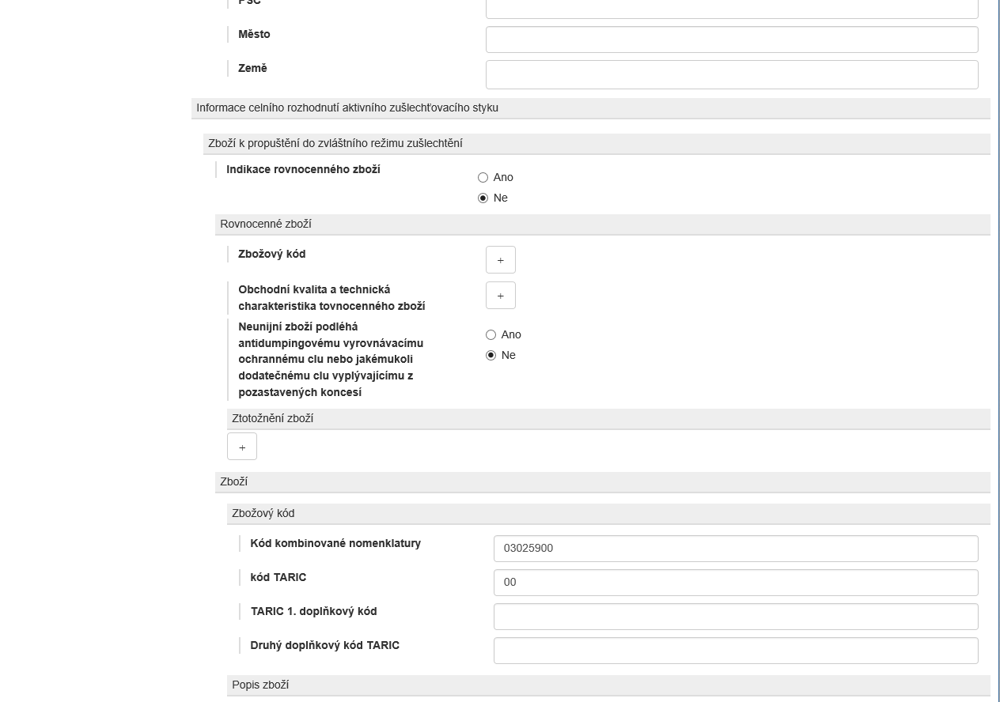 PSČ
Město
Země
Informace celního rozhodnutí aktivního zušlechťovacího styku
Zboží k propuštění do zvláštního režimu zušlechtění
Indikace rovnocenného zboží
Ano
Ne
Rovnocenné zboží
Zbožový kód
+
Obchodní kvalita a technická
charakteristika tovnocenného zboží
+
Neunijní zboží podléhá
antidumpingovému vyrovnávacímu
ochrannému clu nebo jakémukoli
dodatečnému clu vyplývajícímu z
pozastavených koncesí
Ano
Ne
Ztotožnění zboží
+
Zboží
Zbožový kód
Kód kombinované nomenklatury 03025900
kód TARIC 00
TARIC 1. doplňkový kód
Druhý doplňkový kód TARIC
Popis zboží